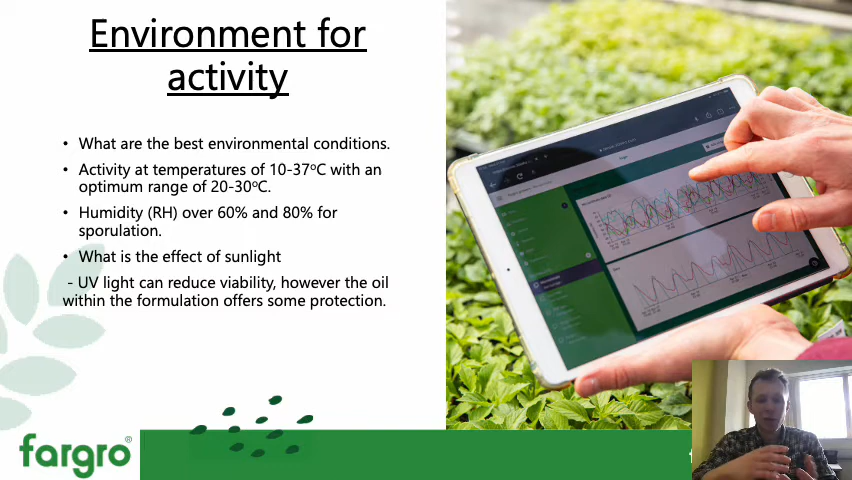 Environment for
activity
• What are the best environmental conditions.
• Activity at temperatures of 10-37ºC with an
optimum range of 20-30ºC.
• Humidity (RH) over 60% and 80% for
sporulation.
• What is the effect of sunlight
- UV light can reduce viability, however the oil
within the formulation offers some protection.
fargro®